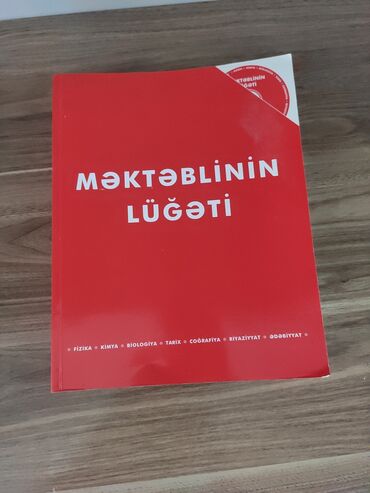 MƏKTƏBLİNİN
LÜĞƏTİ
FİZİKA • KİMYA • BİOLOGİYA • TARİX • COĞRAFİYA • RİYAZİYYAT • ƏDƏBİYYAT